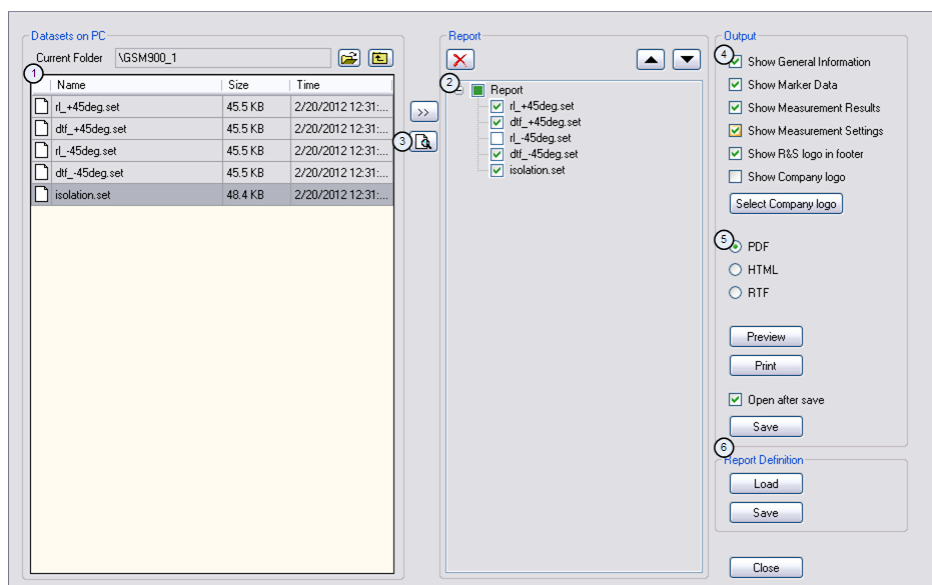 Datasets on PC
Current Folder \GSM900_1
1
Name Size Time
rl_+45deg.set 45.5 KB 2/20/2012 12:31:...
dtf_+45deg.set 45.5 KB 2/20/2012 12:31:...
rl_-45deg.set 45.5 KB 2/20/2012 12:31:...
dtf_-45deg.set 45.5 KB 2/20/2012 12:31:...
isolation.set 48.4 KB 2/20/2012 12:31:...
>>
3
Report
2
Report
rl_+45deg.set
dtf_+45deg.set
rl_-45deg.set
dtf_-45deg.set
isolation.set
Output
4
Show General Information
Show Marker Data
Show Measurement Results
Show Measurement Settings
Show R&S logo in footer
Show Company logo
Select Company logo
5
PDF
HTML
RTF
Preview
Print
Open after save
Save
6
Report Definition
Load
Save
Close